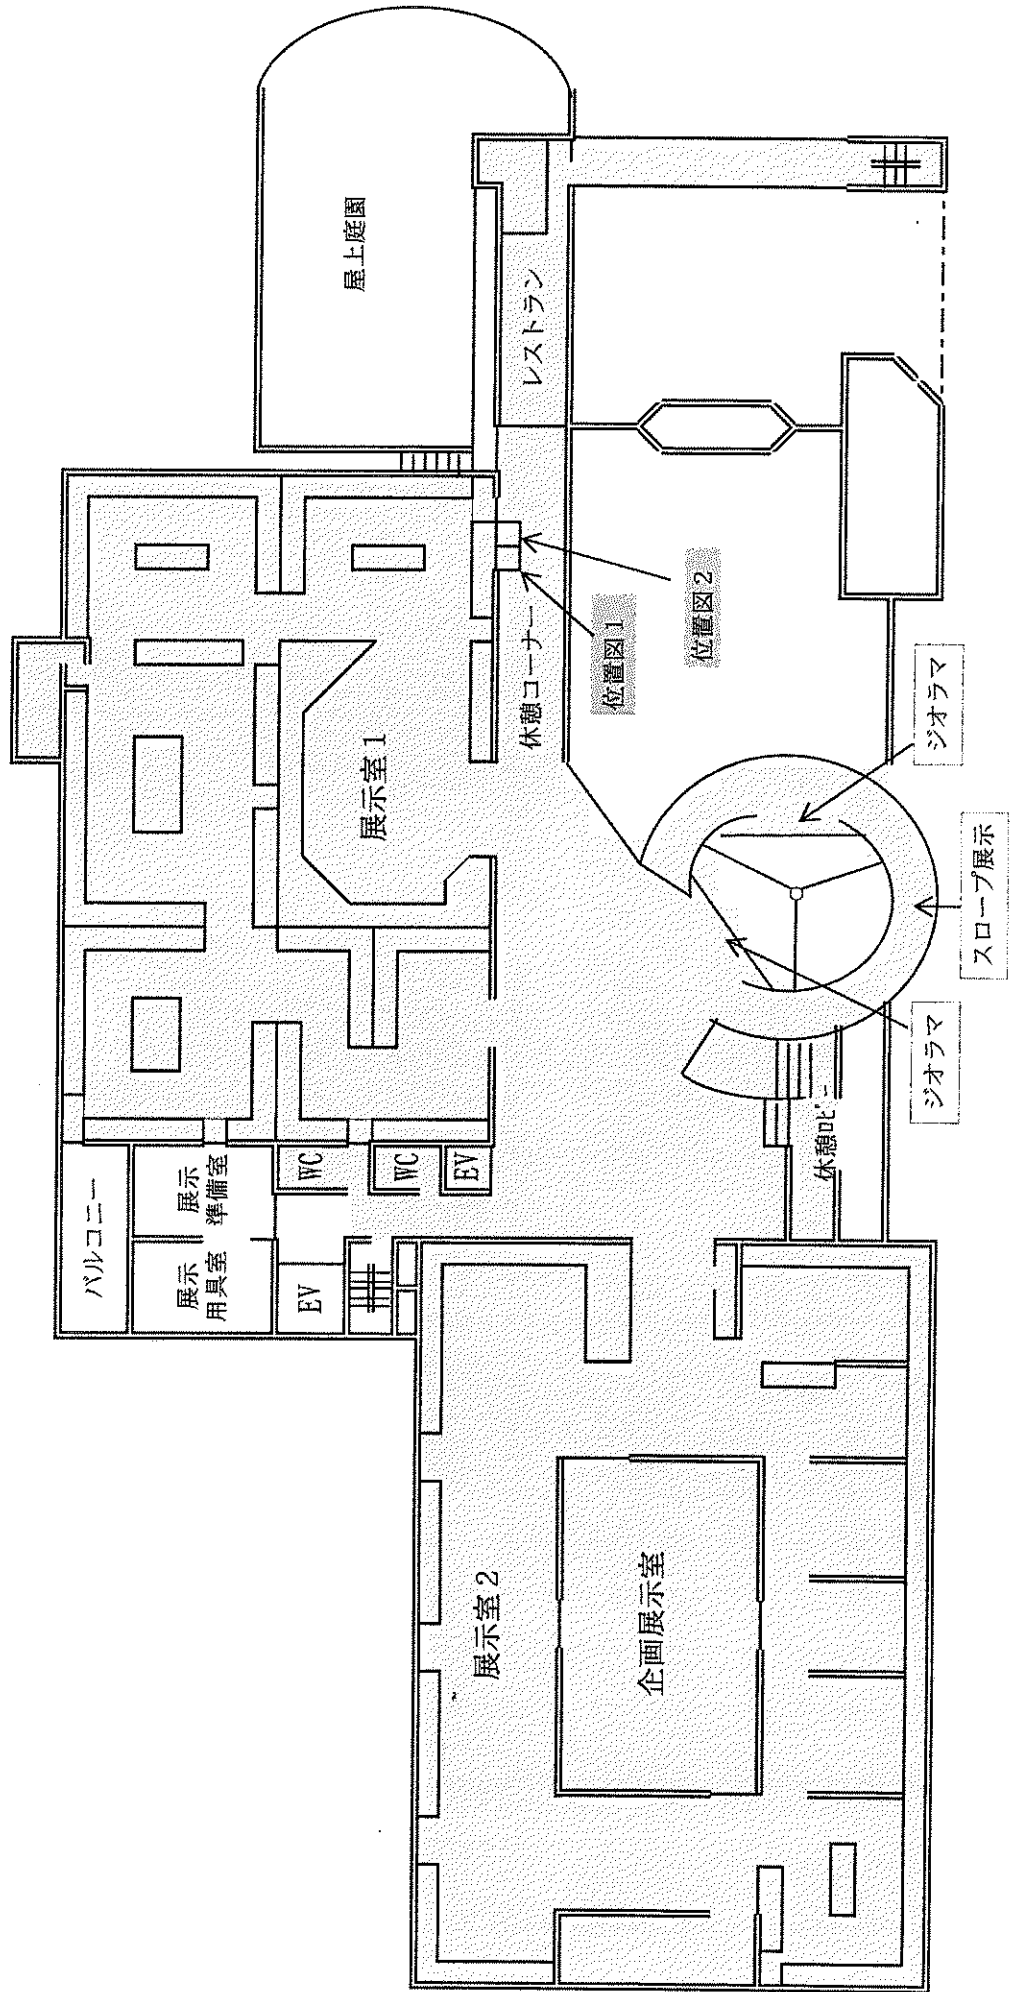 バルコニー
展示
準備室
展示
用具室
WC
WC
EV
EV
屋上庭園
レストラン
休憩コーナー
展示室1
位置図1
位置図2
ジオラマ
スロープ展示
ジオラマ
休憩ロビー
展示室2
企画展示室